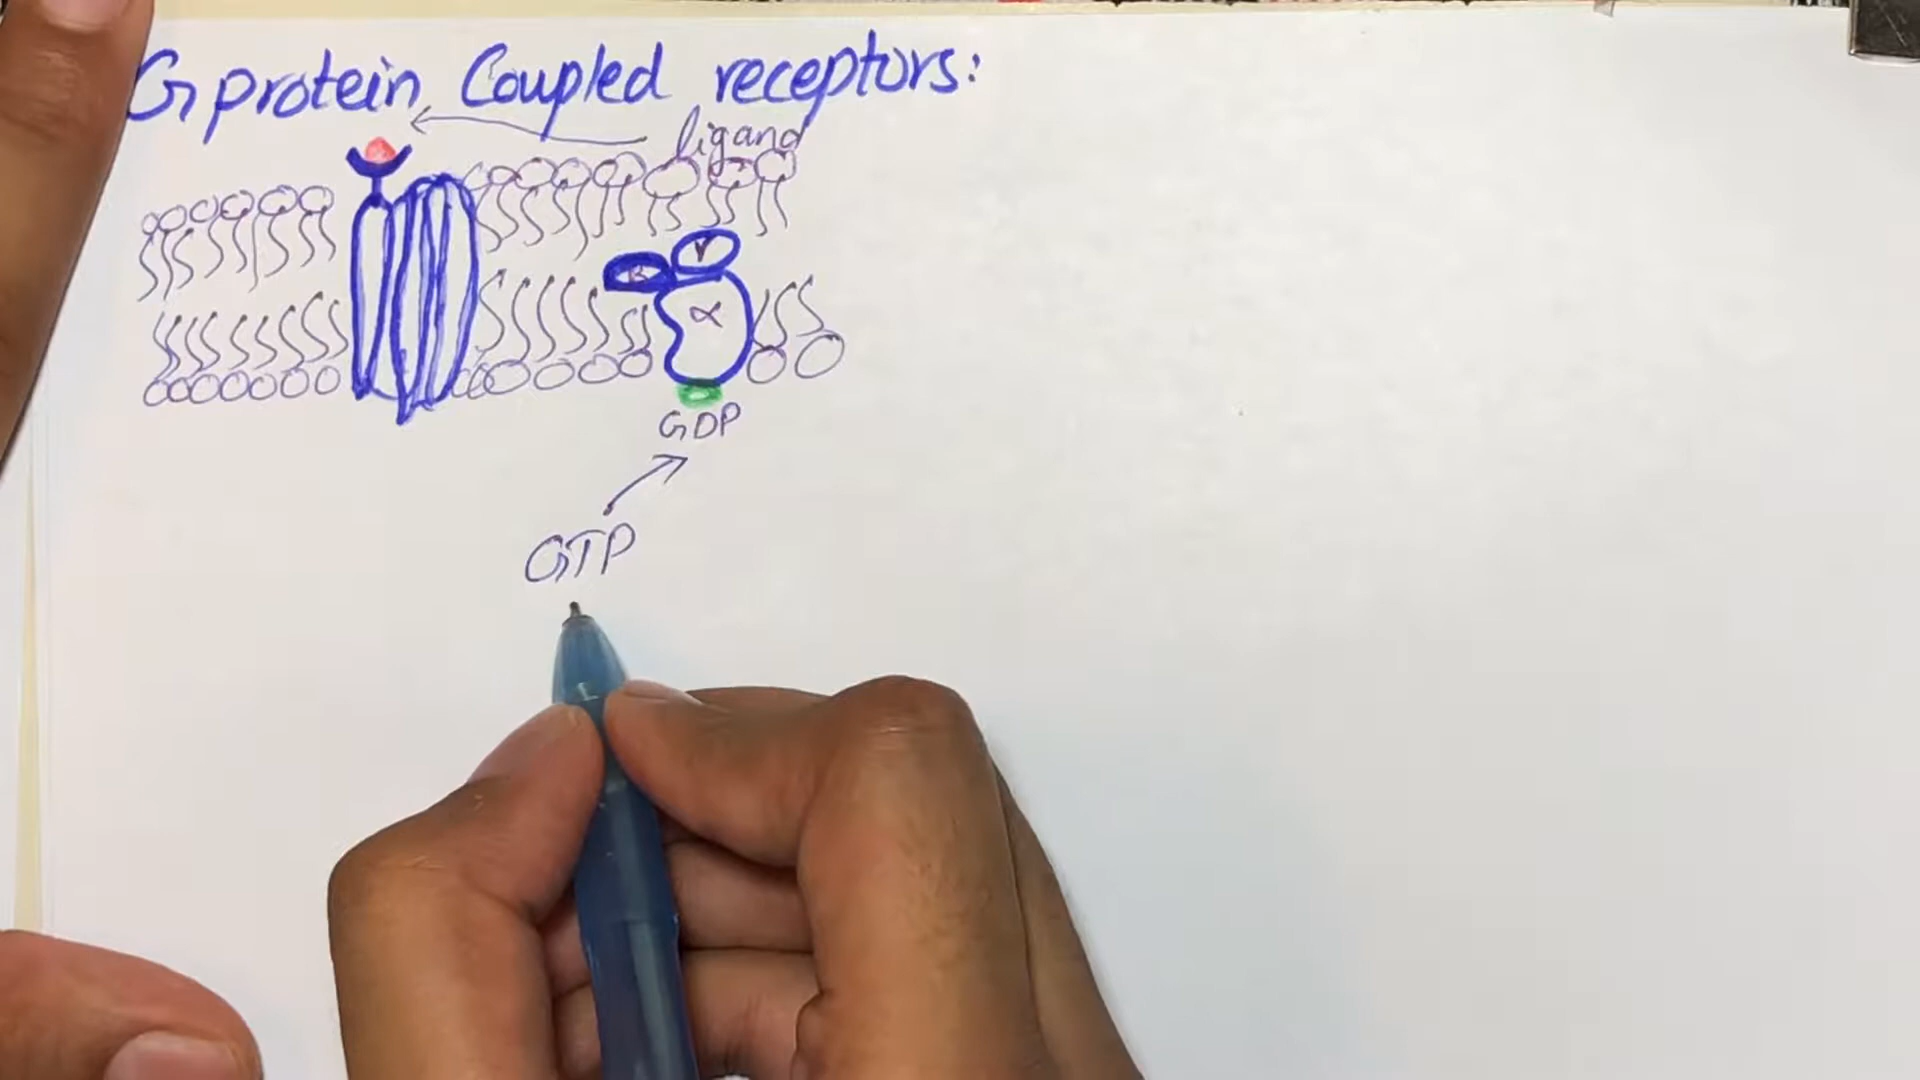 G protein Coupled receptors:
ligand
γ
B
α
GDP
GTP